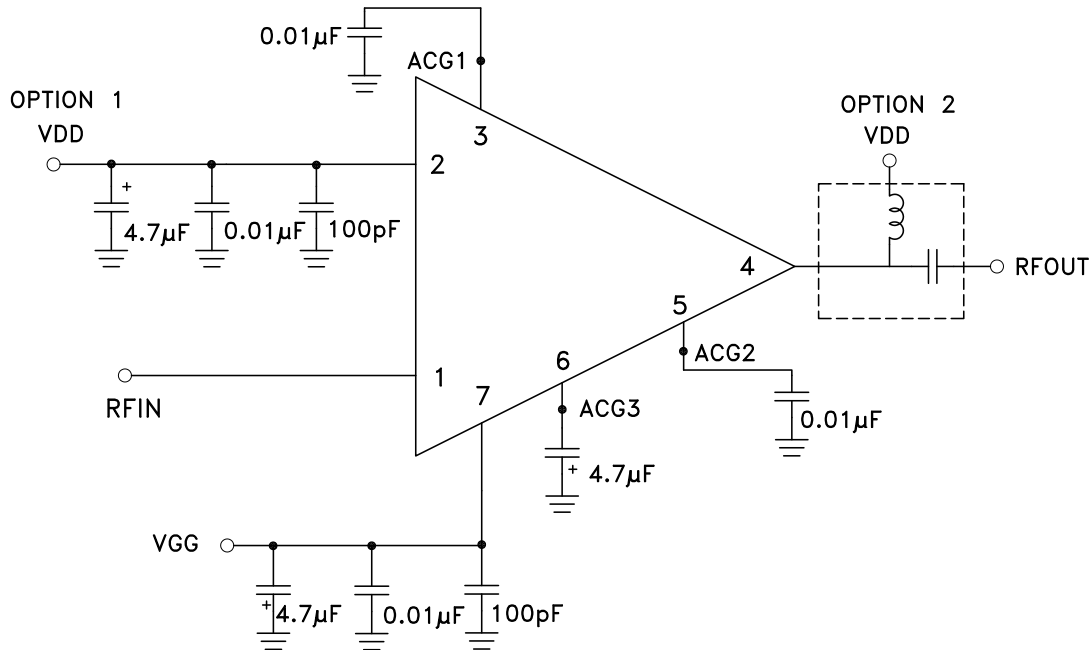 0.01µF
ACG1
OPTION 1
VDD
3
OPTION 2
VDD
2
+
4.7µF
0.01µF
100pF
4
RFOUT
5
ACG2
6
1
RFIN
7
ACG3
0.01µF
+
4.7µF
VGG
+
4.7µF
0.01µF
100pF